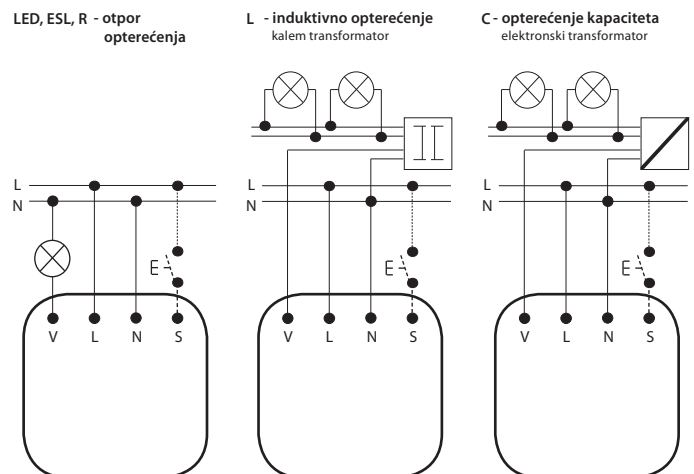 LED, ESL, R - otpor
opterećenja
L - induktivno opterećenje
kalem transformator
C - opterećenje kapaciteta
elektronski transformator
L
N
V L N S
L
N
V L N S
L
N
V L N S